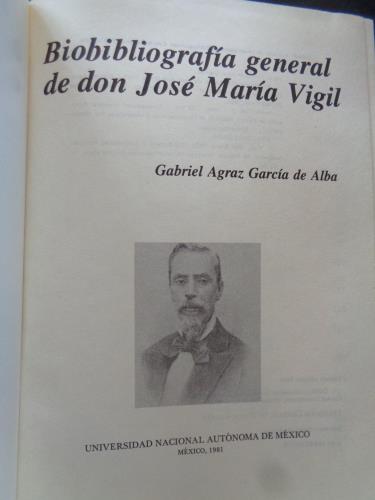 Biobibliografía general
de don José María Vigil
Gabriel Agraz García de Alba
UNIVERSIDAD NACIONAL AUTÓNOMA DE MÉXICO
MÉXICO, 1981